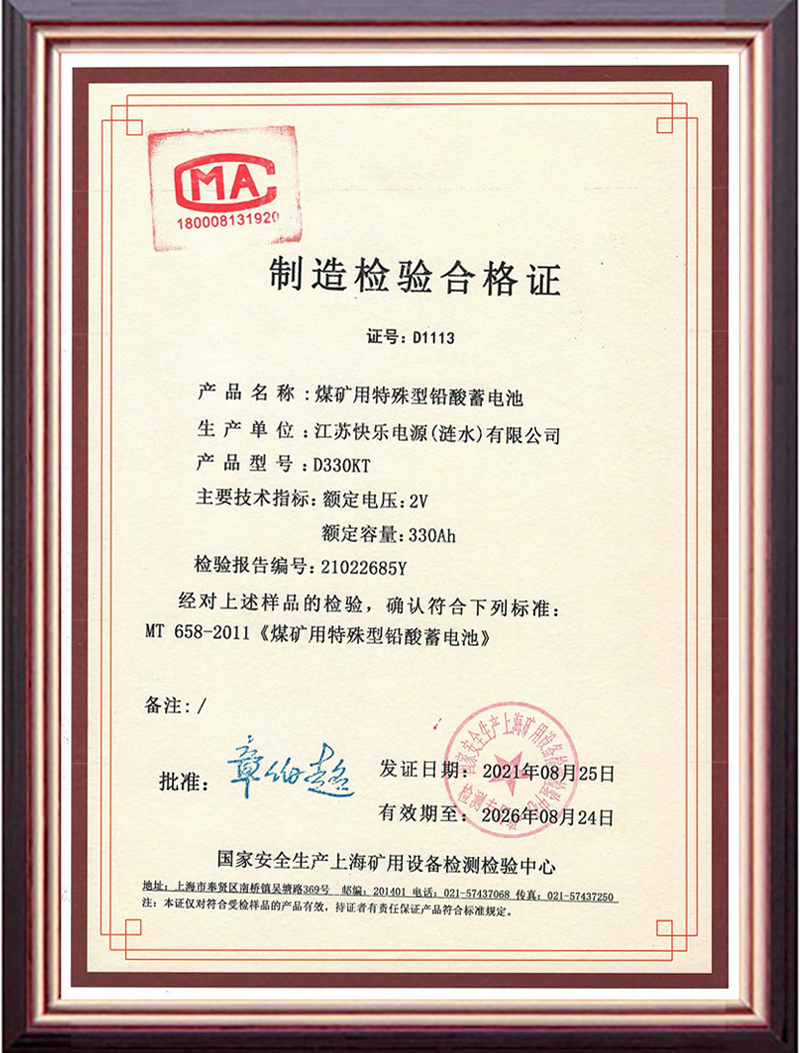 MA
180008131920
制造检验合格证
证号：D1113
产品名称：煤矿用特殊型铅酸蓄电池
生产单位：江苏快乐电源(涟水)有限公司
产品型号：D330KT
主要技术指标：额定电压：2V
额定容量：330Ah
检验报告编号：21022685Y
经对上述样品的检验，确认符合下列标准：
MT 658-2011《煤矿用特殊型铅酸蓄电池》
备注：/
批准：
发证日期：2021年08月25日
有效期至：2026年08月24日
国家安全生产上海矿用设备检测检验中心
地址：上海市奉贤区南桥镇吴塘路369号 邮编：201401 电话：021-57437068 传真：021-57437250
注：本证仅对符合受检样品的产品有效，持证者有责任保证产品符合标准规定。